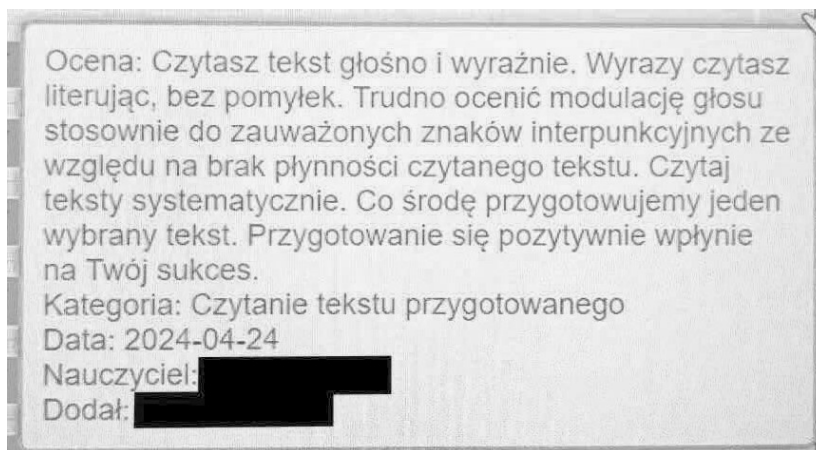 Ocena: Czytasz tekst głośno i wyraźnie. Wyrazy czytasz
literując, bez pomyłek. Trudno ocenić modulację głosu
stosownie do zauważonych znaków interpunkcyjnych ze
względu na brak płynności czytanego tekstu. Czytaj
teksty systematycznie. Co środę przygotowujemy jeden
wybrany tekst. Przygotowanie się pozytywnie wpłynie
na Twój sukces.
Kategoria: Czytanie tekstu przygotowanego
Data: 2024-04-24
Nauczyciel:
Dodał: